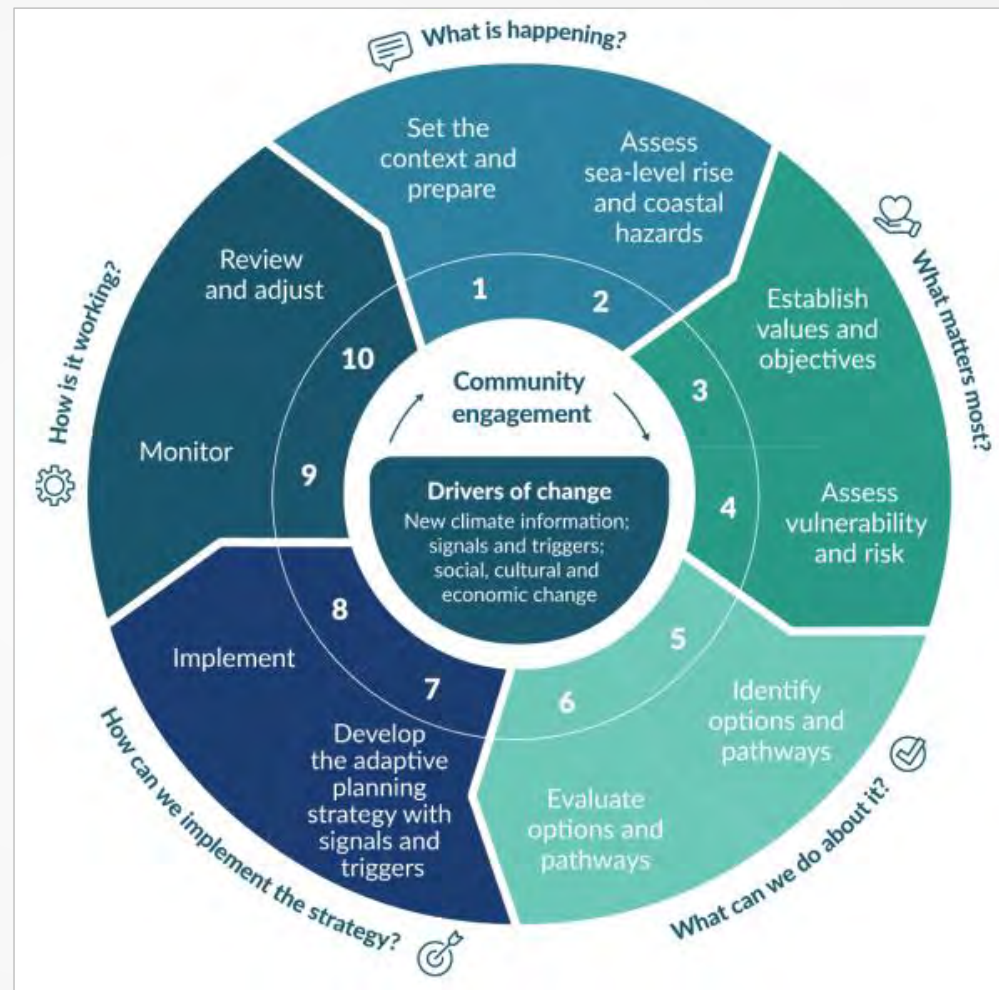 What is happening?
Set the
context and
prepare
1
Assess
sea-level rise
and coastal
hazards
2
What matters most?
Establish
values and
objectives
3
Assess
vulnerability
and risk
4
What can we do about it?
Identify
options and
pathways
5
Evaluate
options and
pathways
6
How can we implement the strategy?
Develop
the adaptive
planning
strategy with
signals and
triggers
7
Implement
8
How is it working?
Monitor
9
Review
and adjust
10
Community
engagement
Drivers of change
New climate information;
signals and triggers;
social, cultural and
economic change